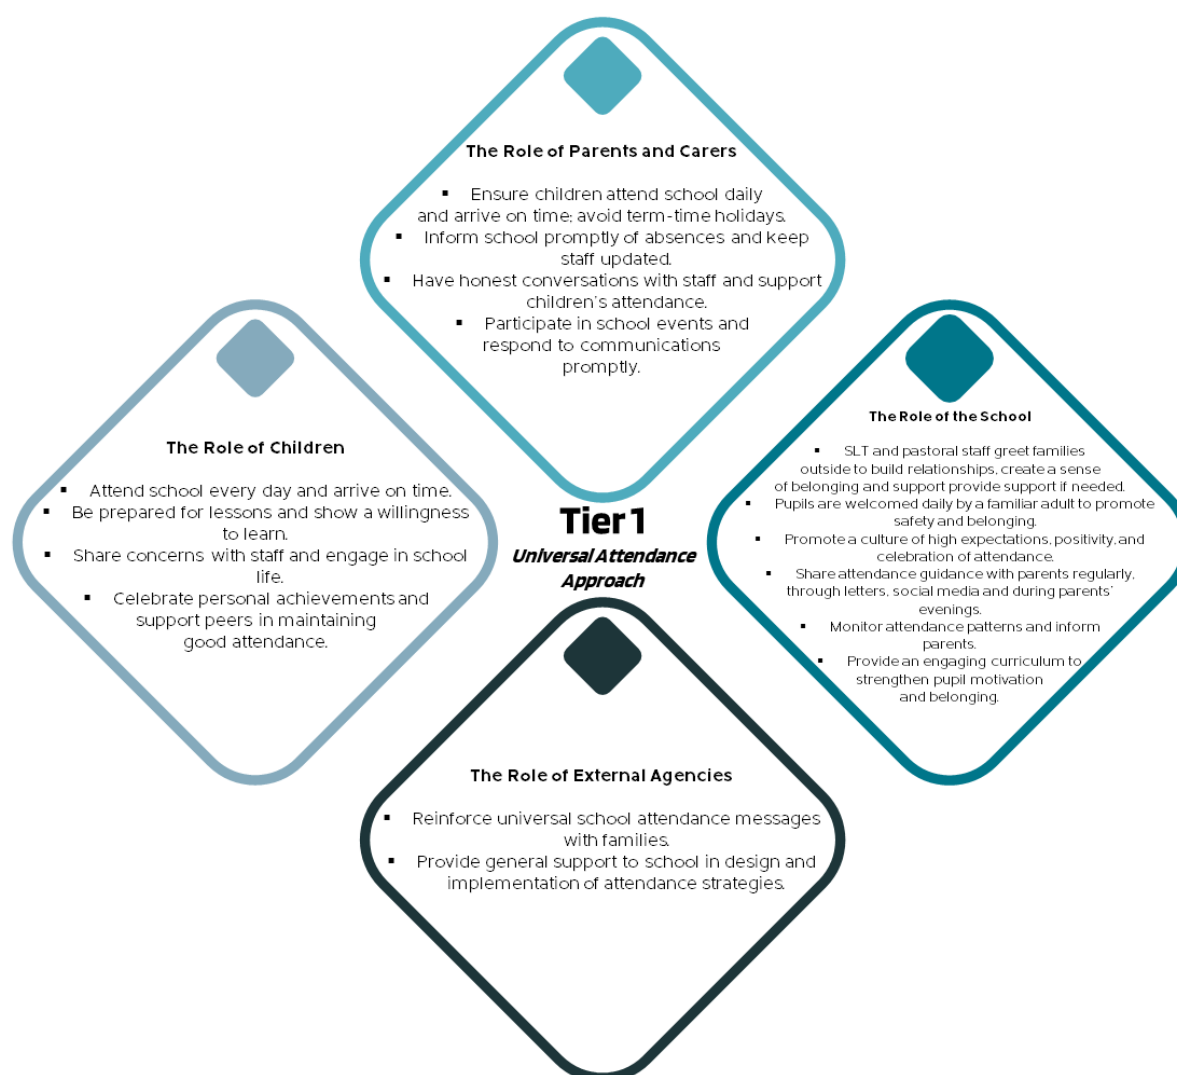 The Role of Parents and Carers
▪ Ensure children attend school daily
and arrive on time; avoid term-time holidays.
▪ Inform school promptly of absences and keep
staff updated.
▪ Have honest conversations with staff and support
children's attendance.
▪ Participate in school events and
respond to communications
promptly.
The Role of Children
▪ Attend school every day and arrive on time.
▪ Be prepared for lessons and show a willingness
to learn.
▪ Share concerns with staff and engage in school
life.
▪ Celebrate personal achievements and
support peers in maintaining
good attendance.
Tier 1
Universal Attendance
Approach
The Role of the School
▪ SLT and pastoral staff greet families
outside to build relationships, create a sense
of belonging and support provide support if needed.
▪ Pupils are welcomed daily by a familiar adult to promote
safety and belonging.
▪ Promote a culture of high expectations, positivity, and
celebration of attendance.
▪ Share attendance guidance with parents regularly,
through letters, social media and during parents'
evenings.
▪ Monitor attendance patterns and inform
parents.
▪ Provide an engaging curriculum to
strengthen pupil motivation
and belonging.
The Role of External Agencies
▪ Reinforce universal school attendance messages
with families.
▪ Provide general support to school in design and
implementation of attendance strategies.